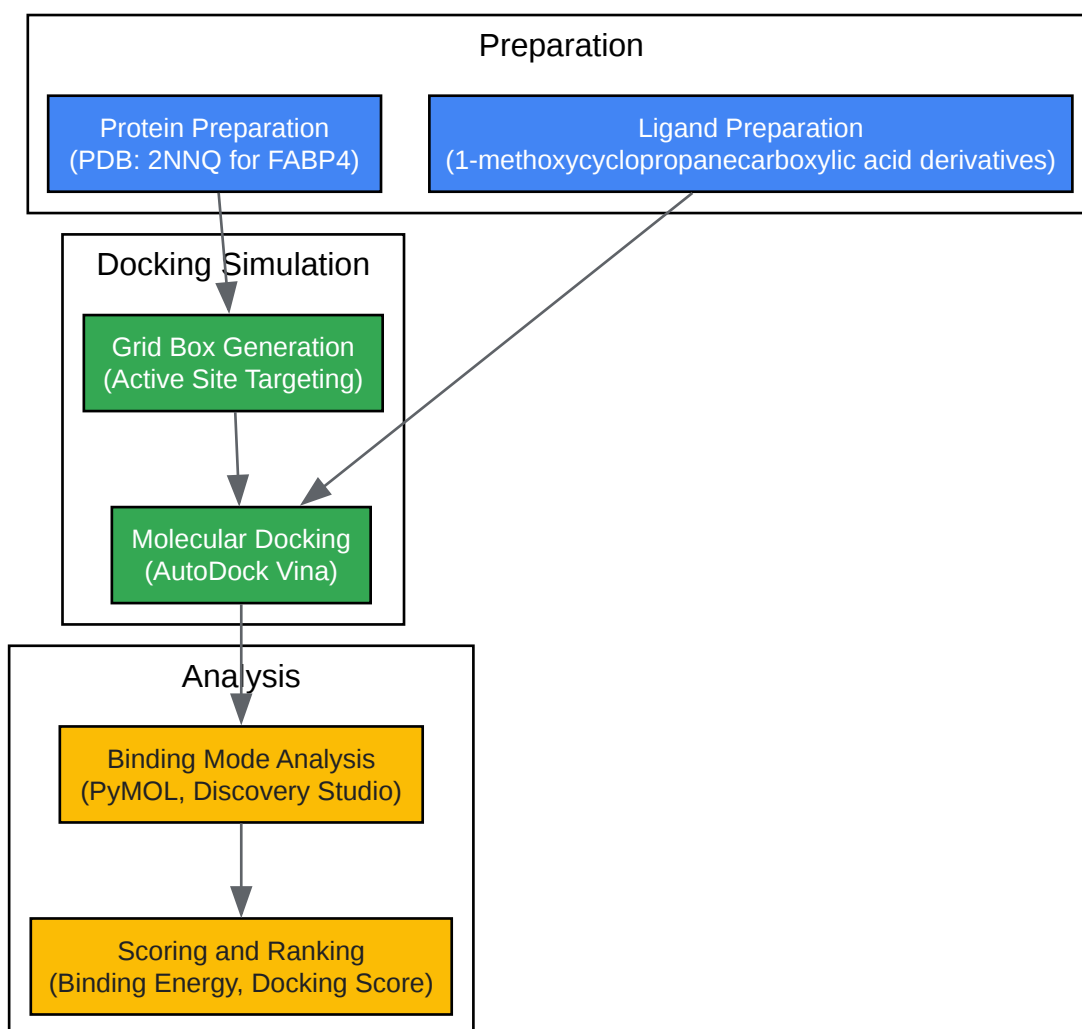 Preparation
Protein Preparation
(PDB: 2NNQ for FABP4)
Ligand Preparation
(1-methoxycyclopropanecarboxylic acid derivatives)
Docking Simulation
Grid Box Generation
(Active Site Targeting)
Molecular Docking
(AutoDock Vina)
Analysis
Binding Mode Analysis
(PyMOL, Discovery Studio)
Scoring and Ranking
(Binding Energy, Docking Score)